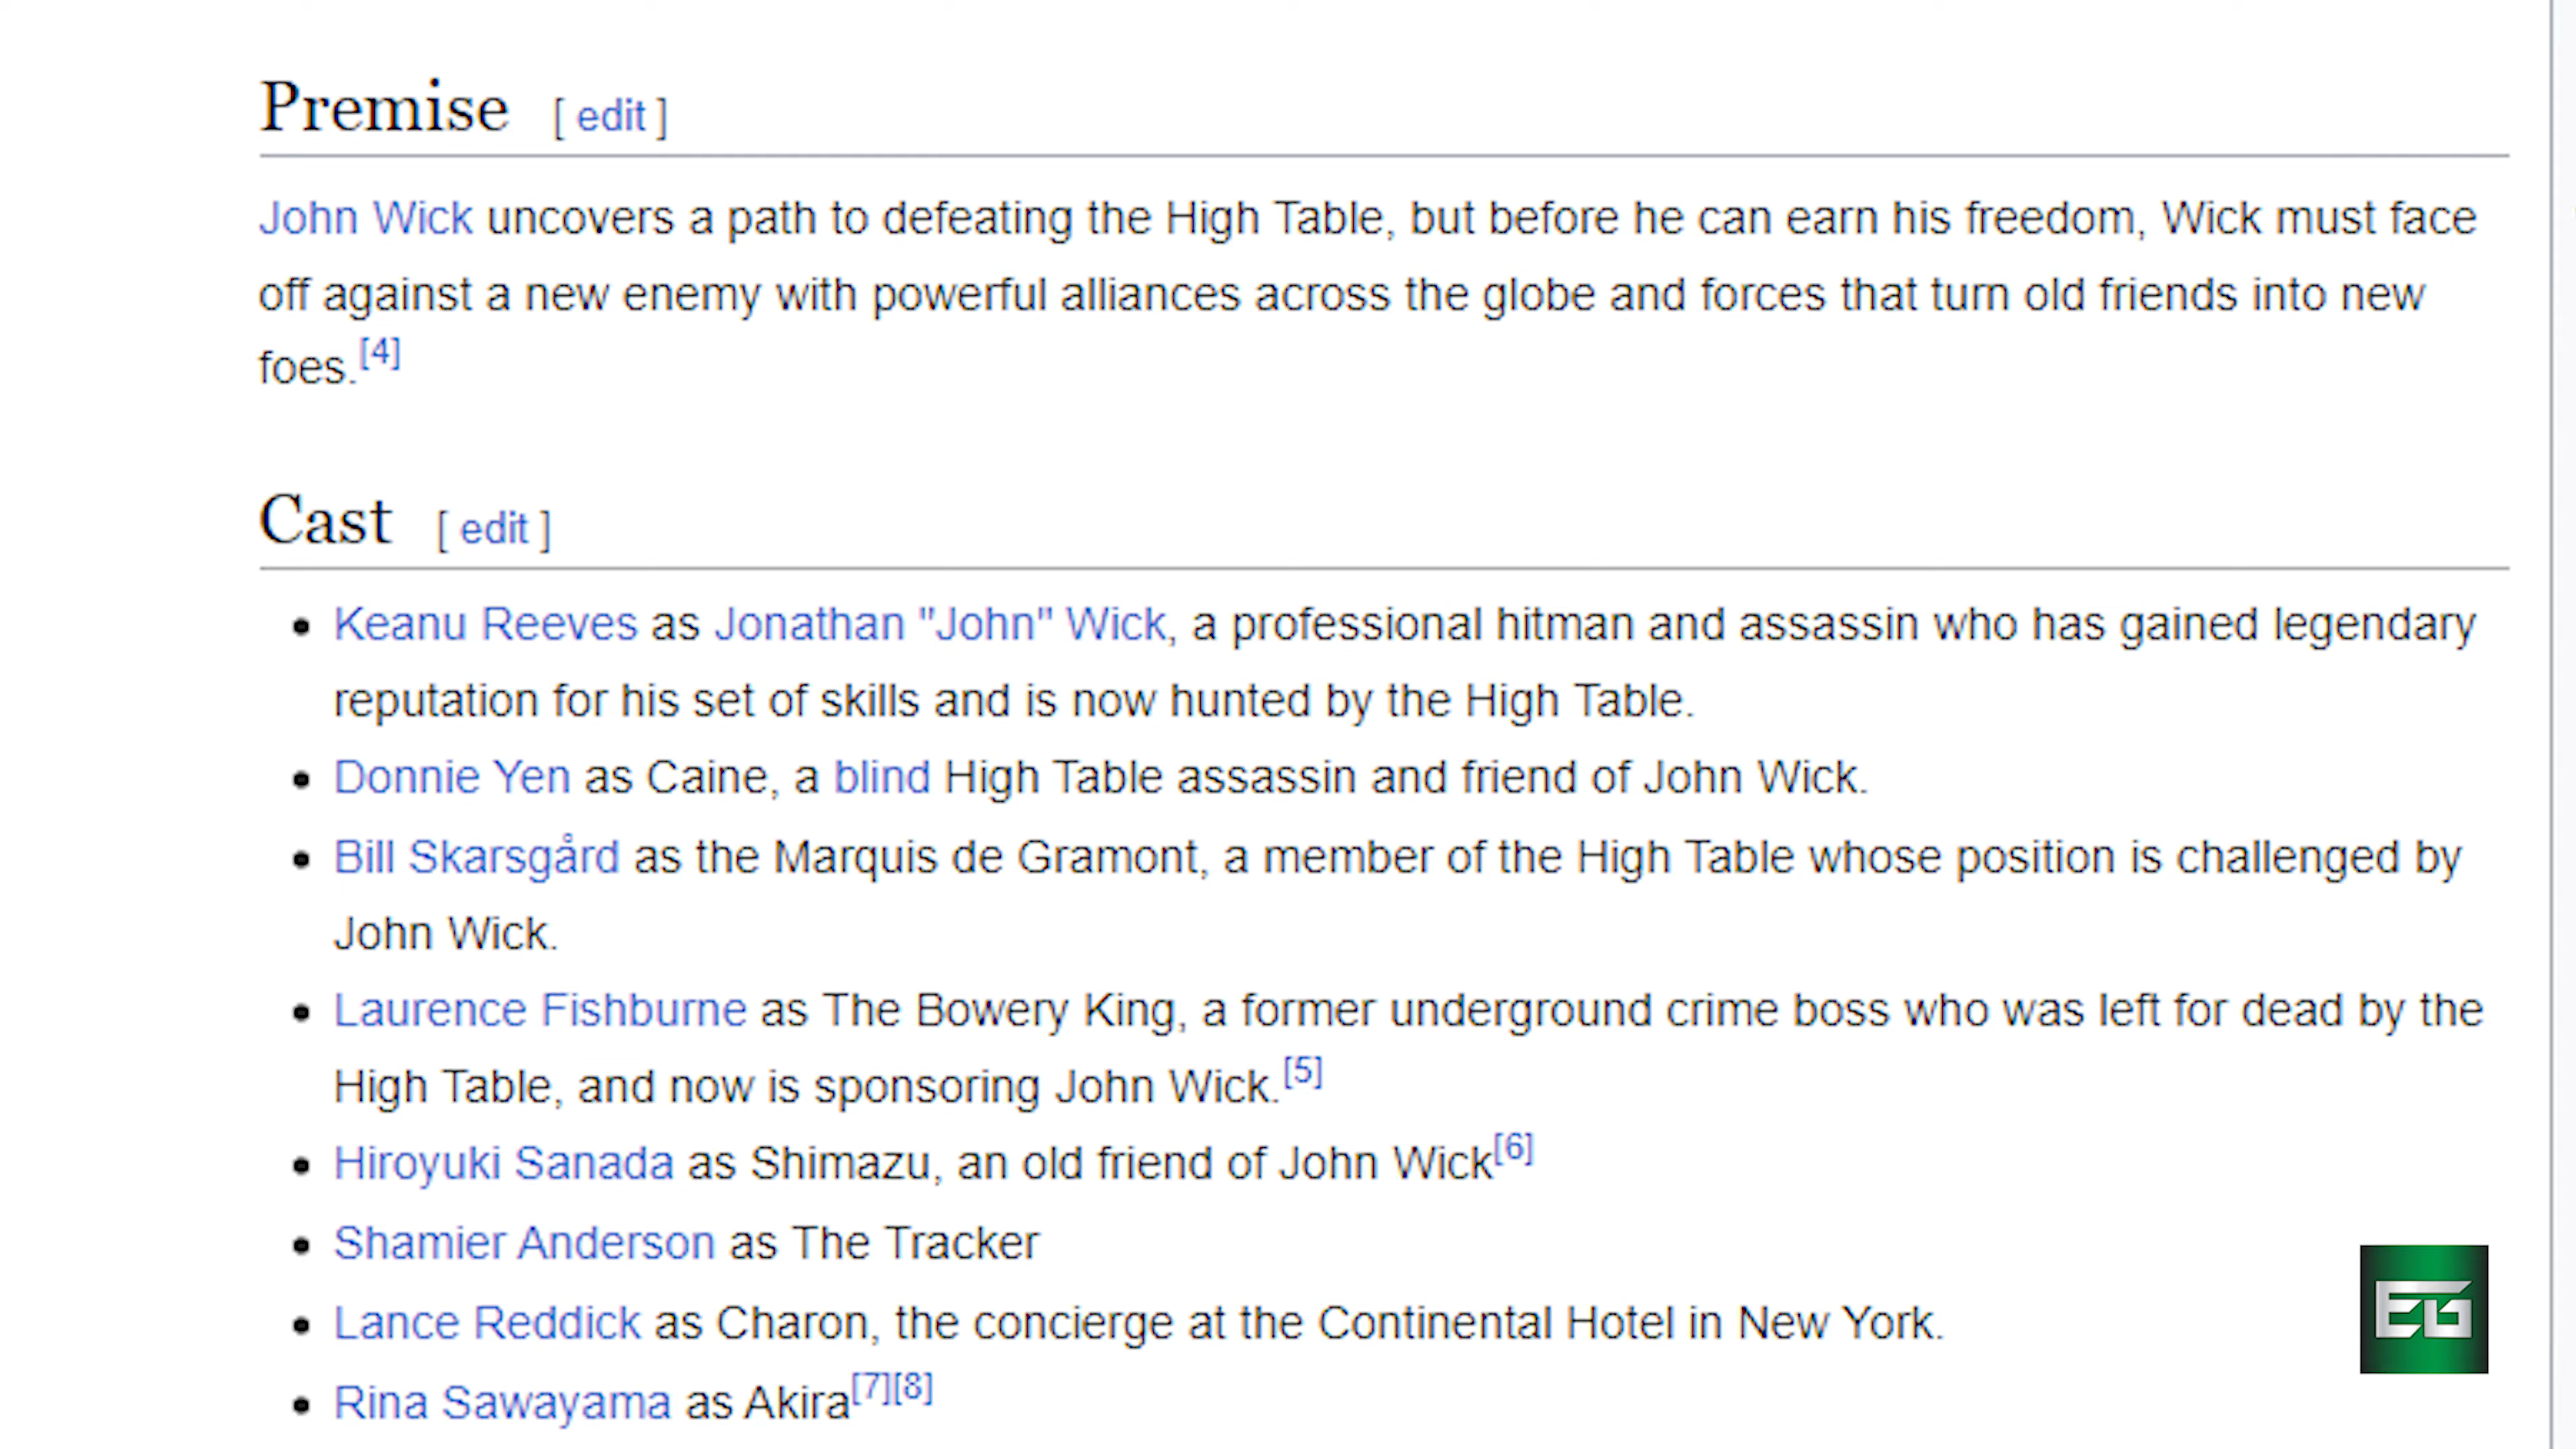 Premise [ edit ]
John Wick uncovers a path to defeating the High Table, but before he can earn his freedom, Wick must face
off against a new enemy with powerful alliances across the globe and forces that turn old friends into new
foes.[4]
Cast [ edit ]
• Keanu Reeves as Jonathan "John" Wick, a professional hitman and assassin who has gained legendary
reputation for his set of skills and is now hunted by the High Table.
• Donnie Yen as Caine, a blind High Table assassin and friend of John Wick.
• Bill Skarsgård as the Marquis de Gramont, a member of the High Table whose position is challenged by
John Wick.
• Laurence Fishburne as The Bowery King, a former underground crime boss who was left for dead by the
High Table, and now is sponsoring John Wick.[5]
• Hiroyuki Sanada as Shimazu, an old friend of John Wick[6]
• Shamier Anderson as The Tracker
• Lance Reddick as Charon, the concierge at the Continental Hotel in New York.
• Rina Sawayama as Akira[7][8]
EG